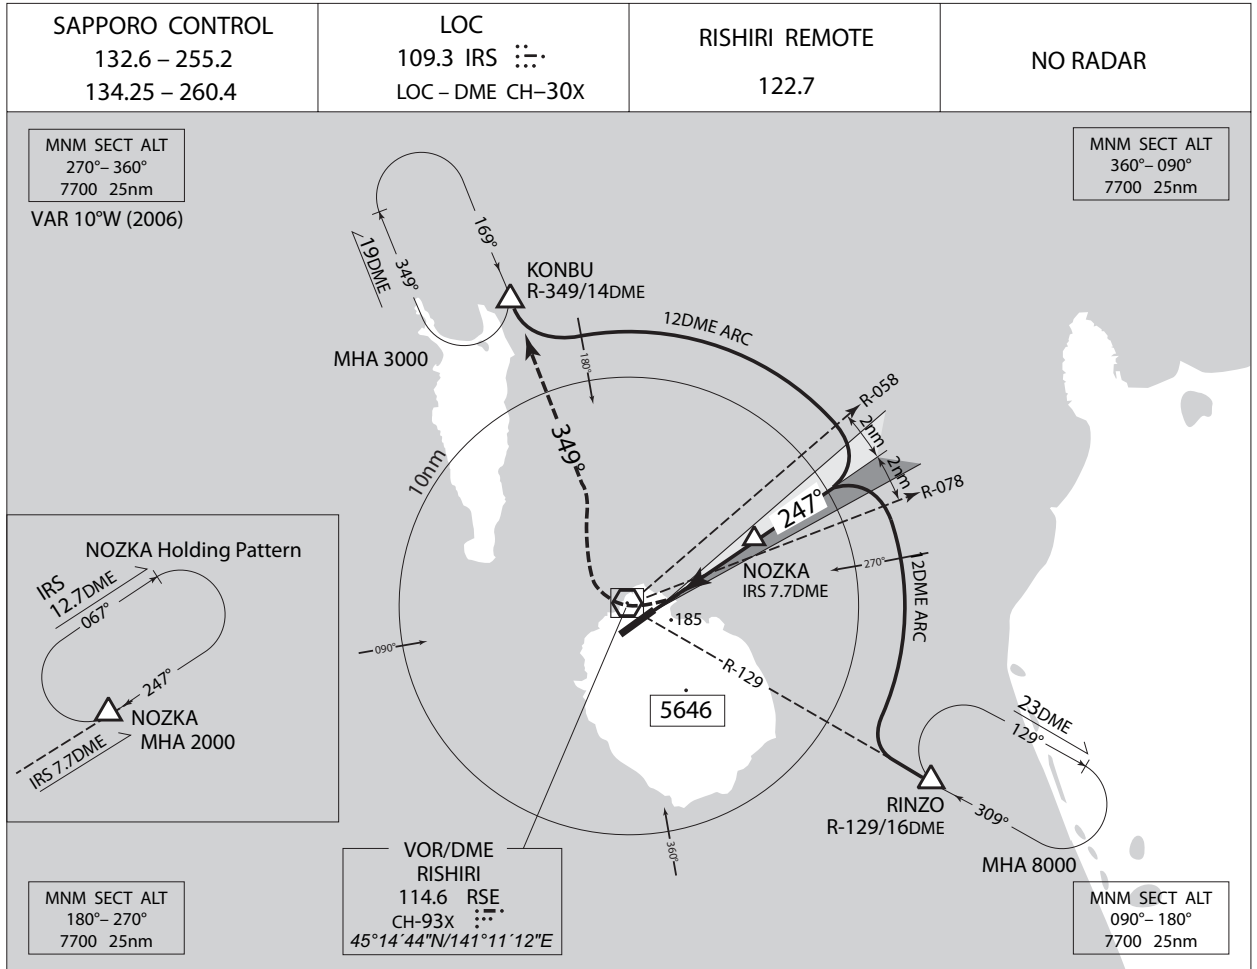 SAPPORO CONTROL
132.6 – 255.2
134.25 – 260.4
LOC
109.3 IRS
LOC – DME CH–30X
RISHIRI REMOTE
122.7
NO RADAR
MNM SECT ALT
270°– 360°
7700 25nm
VAR 10°W (2006)
MNM SECT ALT
360°– 090°
7700 25nm
169°
349°
19DME
KONBU
R-349/14DME
MHA 3000
12DME ARC
180°
R-058
2nm
2nm
R-078
349°
10nm
247°
NOZKA
IRS 7.7DME
270°
12DME ARC
090°
·185
R-129
5646
NOZKA Holding Pattern
IRS
12.7DME
067°
247°
NOZKA
MHA 2000
IRS 7.7DME
23DME
129°
RINZO
R-129/16DME
309°
MHA 8000
360°
VOR/DME
RISHIRI
114.6 RSE
CH-93X
45°14´44"N/141°11´12"E
MNM SECT ALT
180°– 270°
7700 25nm
MNM SECT ALT
090°– 180°
7700 25nm